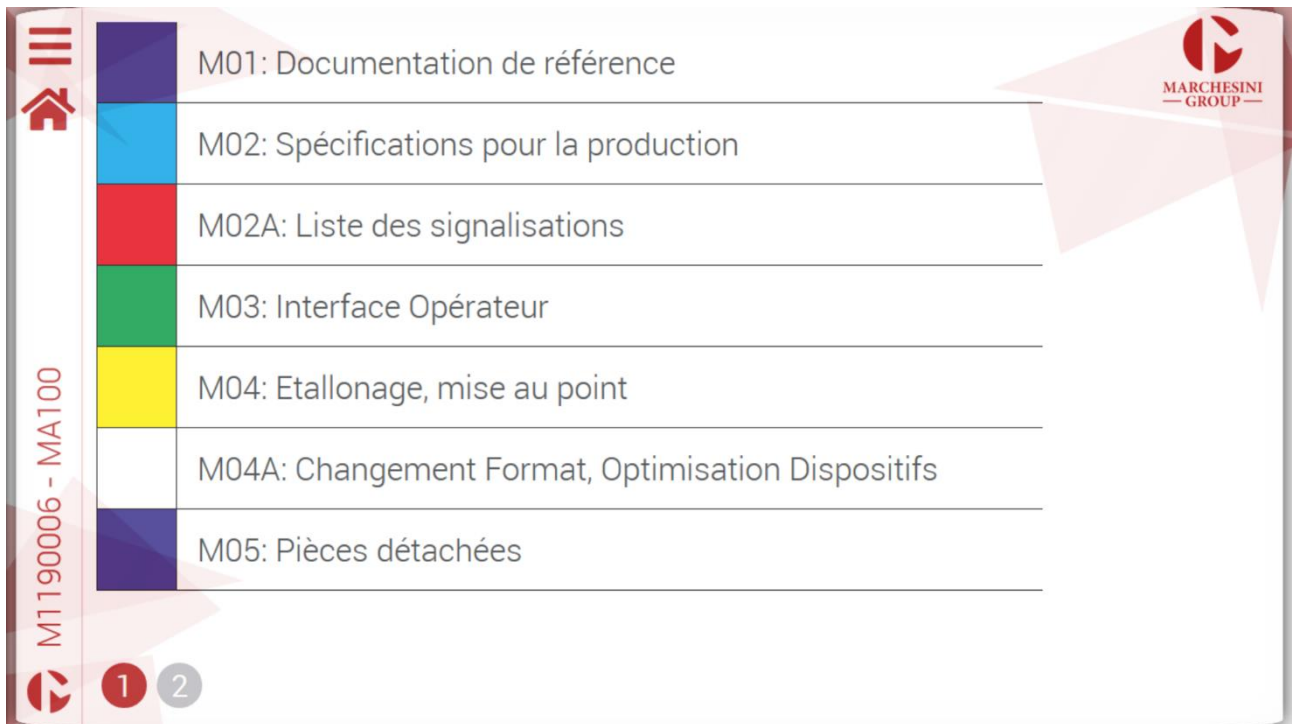 M01: Documentation de référence
MARCHESINI
GROUP
M02: Spécifications pour la production
M02A: Liste des signalisations
M03: Interface Opérateur
M04: Etallonage, mise au point
M04A: Changement Format, Optimisation Dispositifs
M05: Pièces détachées
M1190006 - MA100
1 2